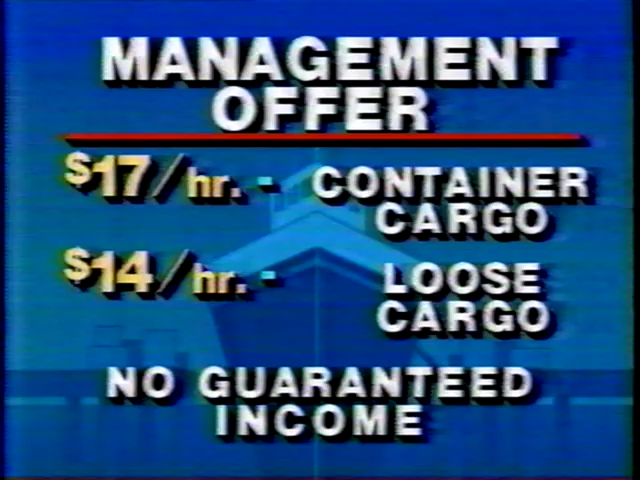 MANAGEMENT
OFFER
$17/hr. - CONTAINER
CARGO
$14/hr. - LOOSE
CARGO
NO GUARANTEED
INCOME